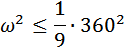 ω² ≤ 1/9 · 360²